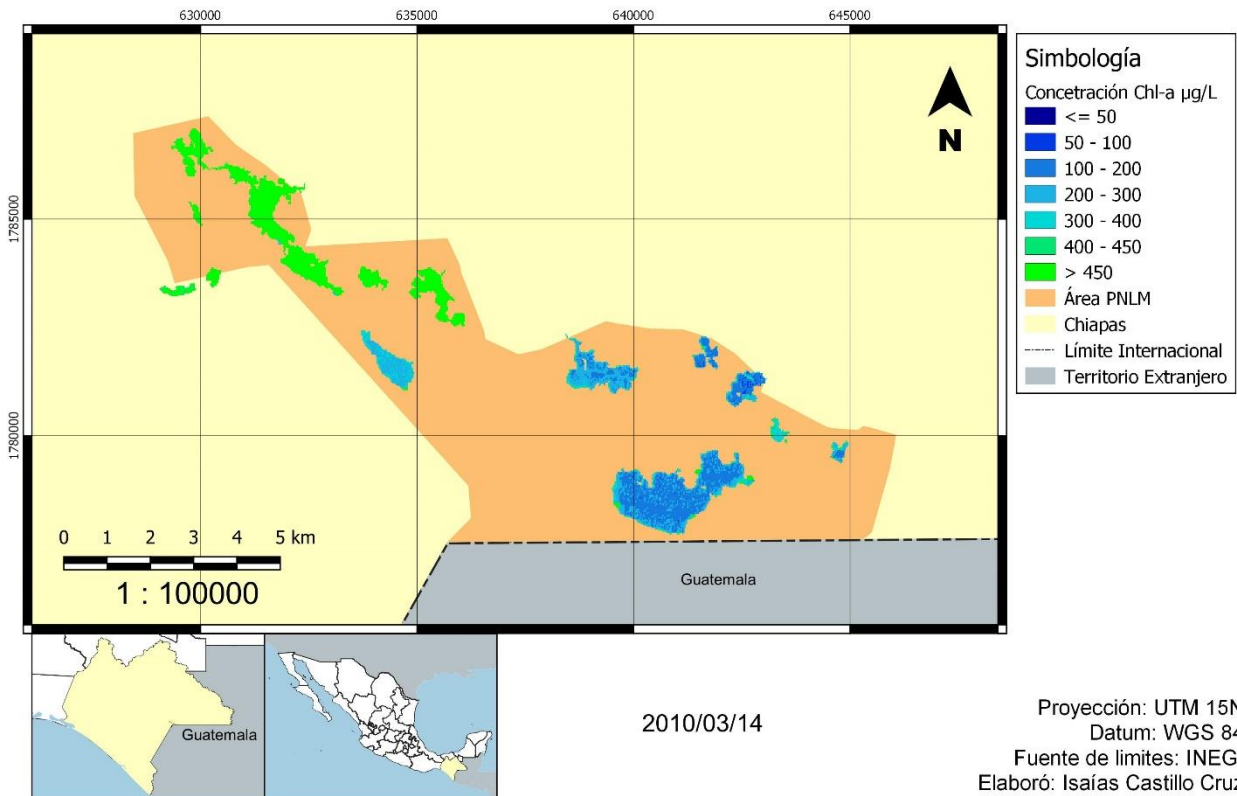 630000
635000
640000
645000
1785000
1780000
N
0 1 2 3 4 5 km
1 : 100000
Guatemala
Simbología
Concetración Chl-a µg/L
<= 50
50 - 100
100 - 200
200 - 300
300 - 400
400 - 450
> 450
Área PNLM
Chiapas
Límite Internacional
Territorio Extranjero
Guatemala
2010/03/14
Proyección: UTM 15N
Datum: WGS 84
Fuente de limites: INEG
Elaboró: Isaías Castillo Cruz